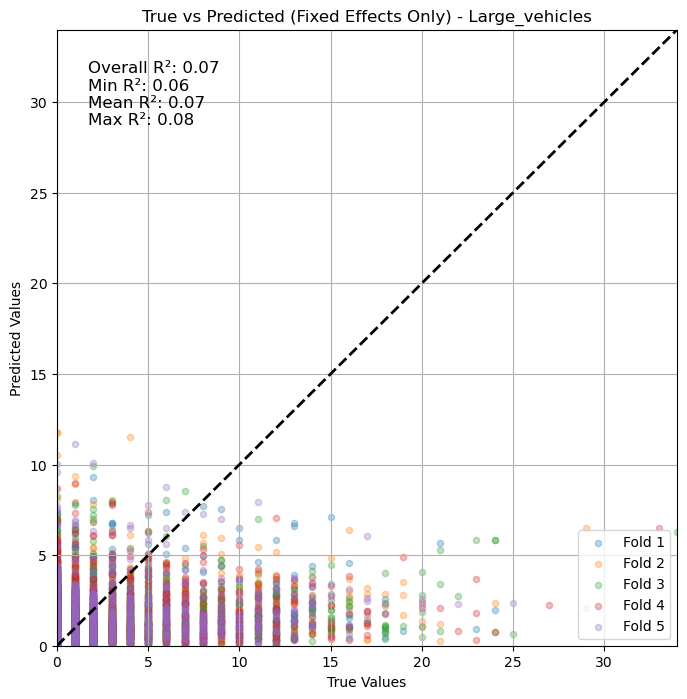 True vs Predicted (Fixed Effects Only) - Large_vehicles
Overall R²: 0.07
Min R²: 0.06
Mean R²: 0.07
Max R²: 0.08
30
25
20
15
10
5
0
Predicted Values
Fold 1
Fold 2
Fold 3
Fold 4
Fold 5
0 5 10 15 20 25 30
True Values